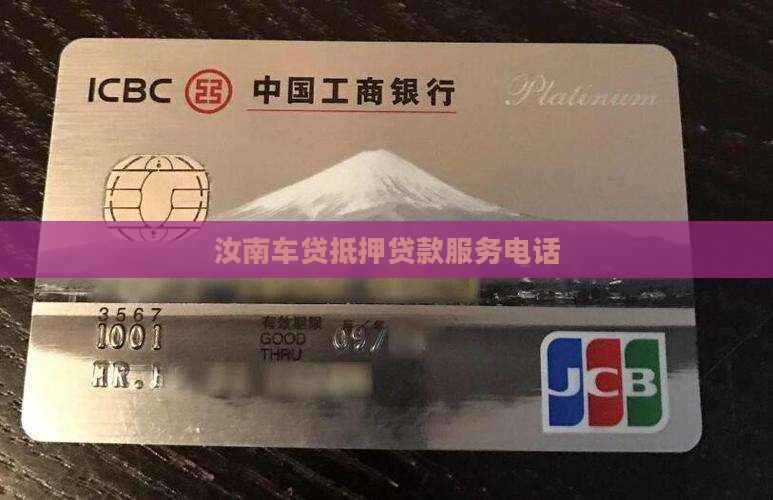 ICBC 中国工商银行 Platinum
汝南车贷抵押贷款服务电话
3567
1001
有效期限
GOOD
THRU
MR.
JCB